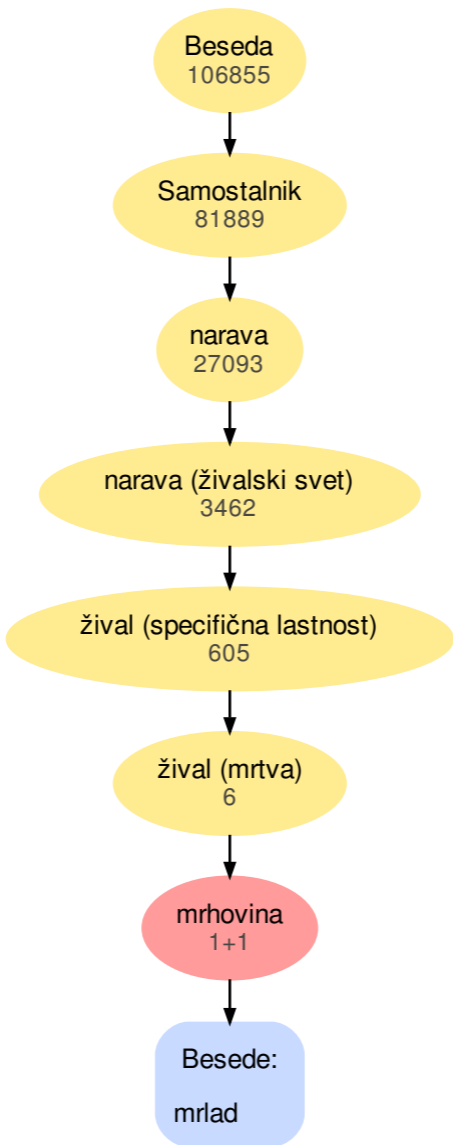 Beseda
106855
Samostalnik
81889
narava
27093
narava (živalski svet)
3462
žival (specifična lastnost)
605
žival (mrtva)
6
mrhovina
1+1
Besede:
mrlad